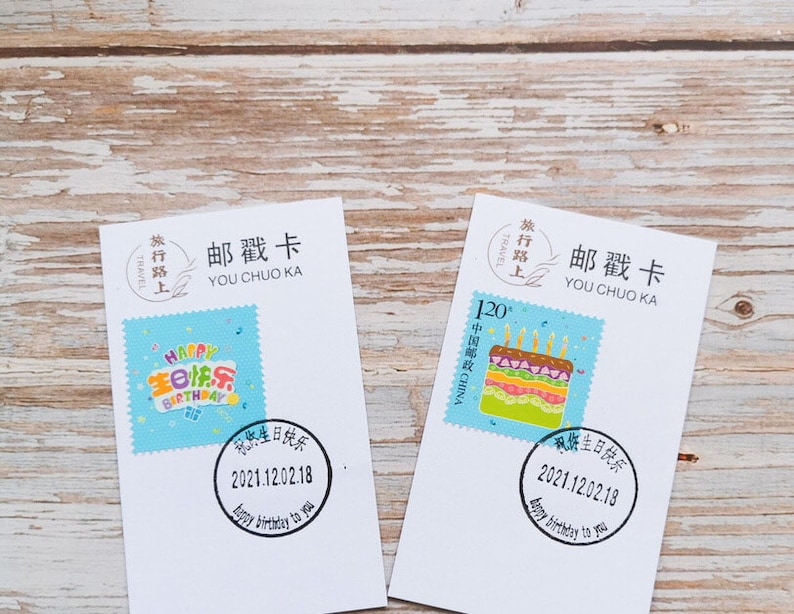 旅行路上
TRAVEL
邮戳卡
YOU CHUO KA
HAPPY
生日快乐
BIRTHDAY
祝你生日快乐
2021.12.02.18
happy birthday to you
旅行路上
TRAVEL
邮戳卡
YOU CHUO KA
1.20元
中国邮政
CHINA
祝你生日快乐
2021.12.02.18
happy birthday to you